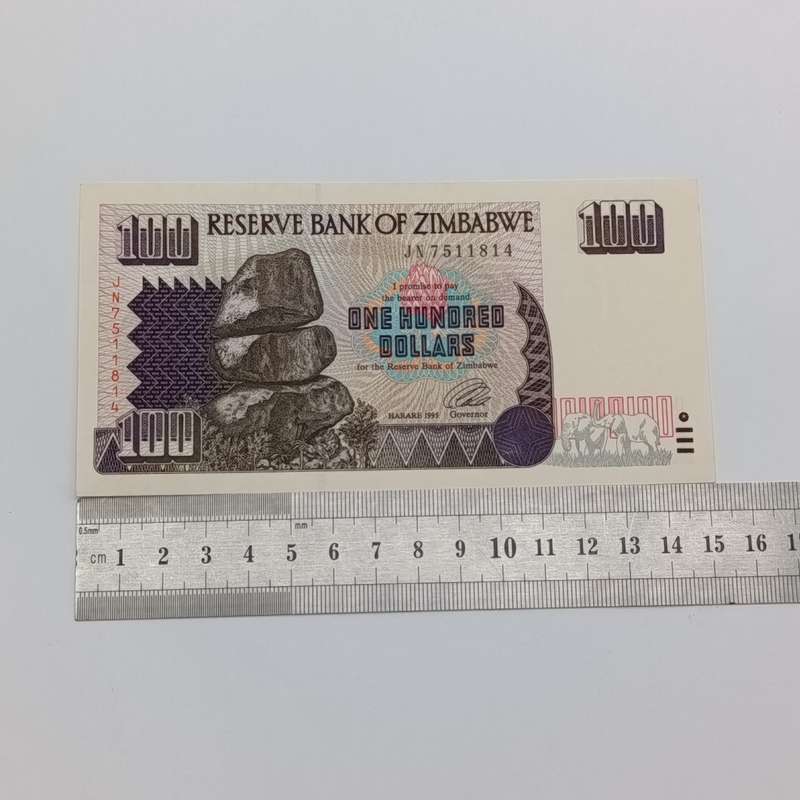 100
RESERVE BANK OF ZIMBABWE
100
JN7511814
JN7511814
I promise to pay
the bearer on demand
ONE HUNDRED
DOLLARS
for the Reserve Bank of Zimbabwe
HARARE 1995 Governor
100
0.5mm
mm
cm 1 2 3 4 5 6 7 8 9 10 11 12 13 14 15 16